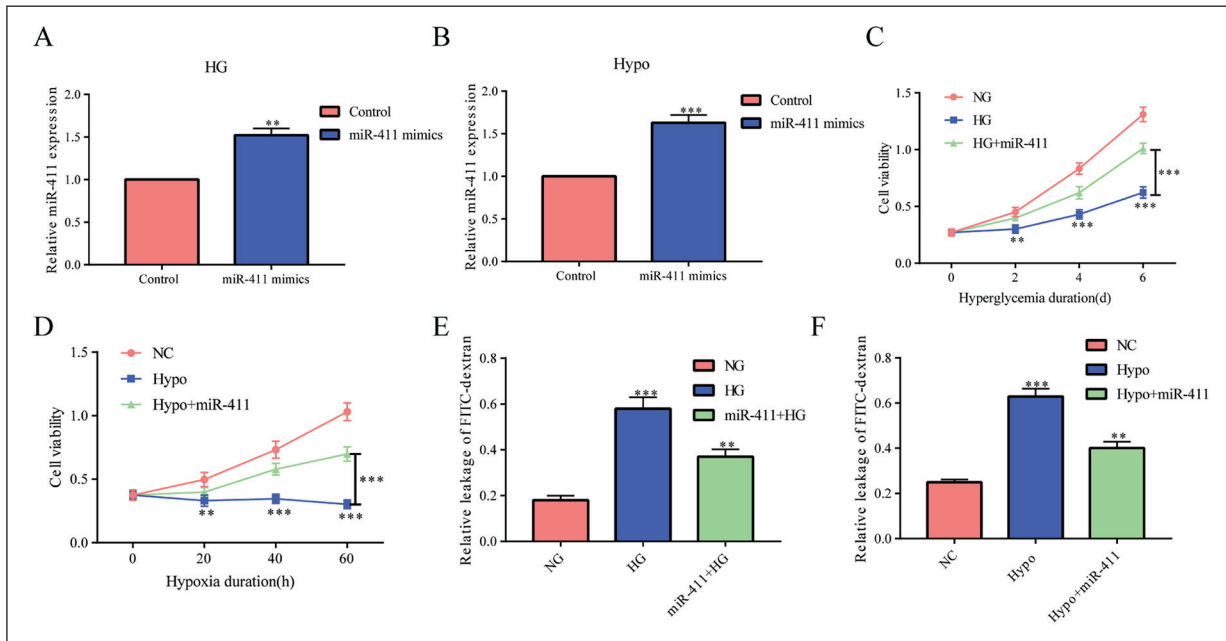 A
HG
Relative miR-411 expression
2.0
1.5
1.0
0.5
0.0
**
Control
miR-411 mimics
Control
miR-411 mimics
B
Hypo
Relative miR-411 expression
2.0
1.5
1.0
0.5
0.0
***
Control
miR-411 mimics
Control
miR-411 mimics
C
NG
HG
HG+miR-411
Cell viability
1.5
1.0
0.5
0.0
**
***
***
***
0 2 4 6
Hyperglycemia duration(d)
D
NC
Hypo
Hypo+miR-411
Cell viability
1.5
1.0
0.5
0.0
**
***
***
***
0 20 40 60
Hypoxia duration(h)
E
NG
HG
miR-411+HG
Relative leakage of FITC-dextran
0.8
0.6
0.4
0.2
0.0
***
**
NG
HG
miR-411+HG
F
NC
Hypo
Hypo+miR-411
Relative leakage of FITC-dextran
0.8
0.6
0.4
0.2
0.0
***
**
NC
Hypo
Hypo+miR-411